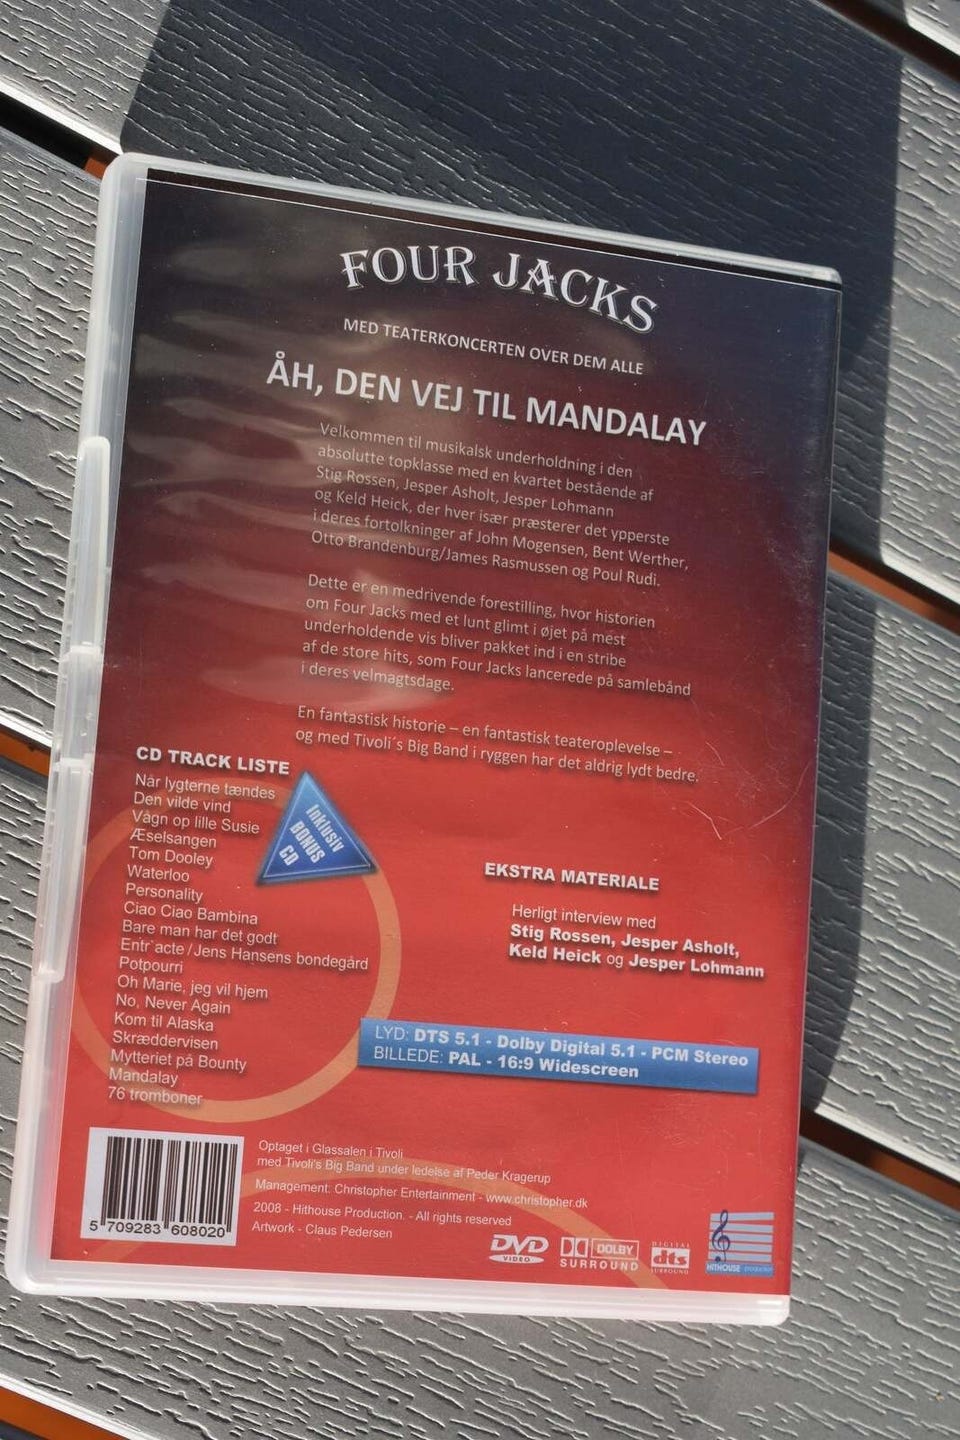 FOUR JACKS
MED TEATERKONCERTEN OVER DEM ALLE
ÅH, DEN VEJ TIL MANDALAY
Velkommen til musikalsk underholdning i den
absolutte topklasse med en kvartet bestående af
Stig Rossen, Jesper Asholt, Jesper Lohmann
og Keld Heick, der hver især præsterer det ypperste
i deres fortolkninger af John Mogensen, Bent Werther,
Otto Brandenburg/James Rasmussen og Poul Rudi.
Dette er en medrivende forestilling, hvor historien
om Four Jacks med et lunt glimt i øjet på mest
underholdende vis bliver pakket ind i en stribe
af de store hits, som Four Jacks lancerede på samlebånd
i deres velmagtsdage.
En fantastisk historie – en fantastisk teateroplevelse –
og med Tivoli´s Big Band i ryggen har det aldrig lydt bedre.
CD TRACK LISTE
Når lygterne tændes
Den vilde vind
Vågn op lille Susie
Æselsangen
Tom Dooley
Waterloo
Personality
Ciao Ciao Bambina
Bare man har det godt
Entr`acte / Jens Hansens bondegård
Potpourri
Oh Marie, jeg vil hjem
No, Never Again
Kom til Alaska
Skræddervisen
Mytteriet på Bounty
Mandalay
76 tromboner
Inklusiv
BONUS
CD
EKSTRA MATERIALE
Herligt interview med
Stig Rossen, Jesper Asholt,
Keld Heick og Jesper Lohmann
LYD: DTS 5.1 - Dolby Digital 5.1 - PCM Stereo
BILLEDE: PAL - 16:9 Widescreen
5 709283 608020
Optaget i Glassalen i Tivoli
med Tivoli's Big Band under ledelse af Peder Kragerup
Management: Christopher Entertainment - www.christopher.dk
2008 - Hithouse Production. - All rights reserved
Artwork - Claus Pedersen
DVD
VIDEO
DOLBY
SURROUND
DIGITAL
dts
SURROUND
HITHOUSE production